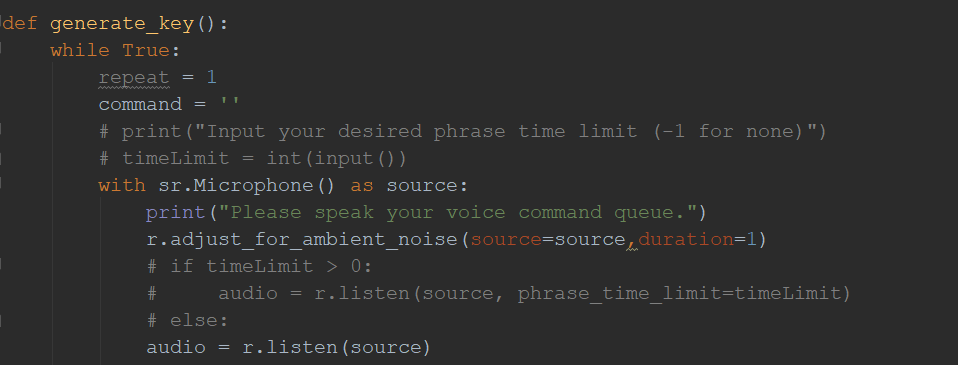 def generate_key():
    while True:
        repeat = 1
        command = ''
        # print("Input your desired phrase time limit (-1 for none)")
        # timeLimit = int(input())
        with sr.Microphone() as source:
            print("Please speak your voice command queue.")
            r.adjust_for_ambient_noise(source=source,duration=1)
            # if timeLimit > 0:
            #     audio = r.listen(source, phrase_time_limit=timeLimit)
            # else:
            audio = r.listen(source)